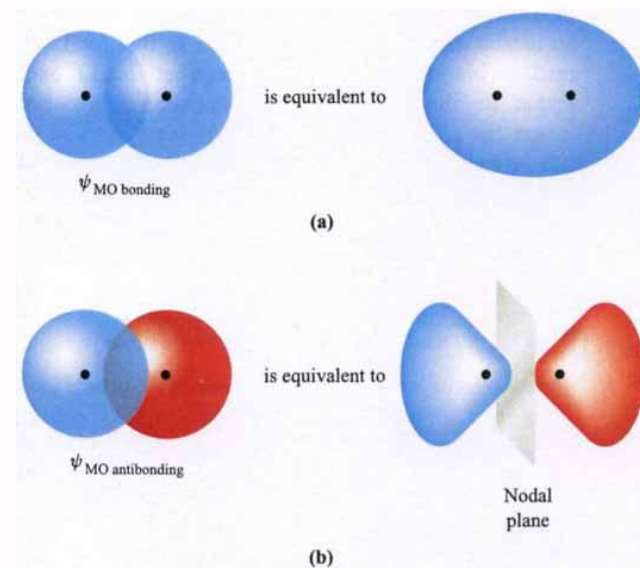 is equivalent to
ψ MO bonding
(a)
is equivalent to
ψ MO antibonding
Nodal
plane
(b)